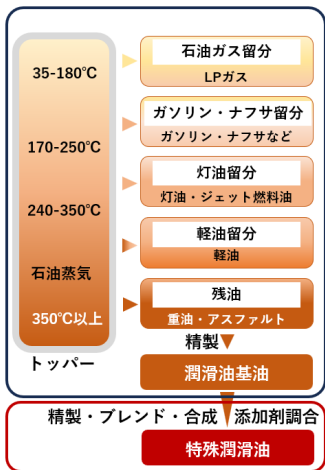 35-180℃
石油ガス留分
LPガス
170-250℃
ガソリン・ナフサ留分
ガソリン・ナフサなど
240-350℃
灯油留分
灯油・ジェット燃料油
石油蒸気
軽油留分
軽油
350℃以上
残油
重油・アスファルト
トッパー
精製
潤滑油基油
精製・ブレンド・合成
添加剤調合
特殊潤滑油